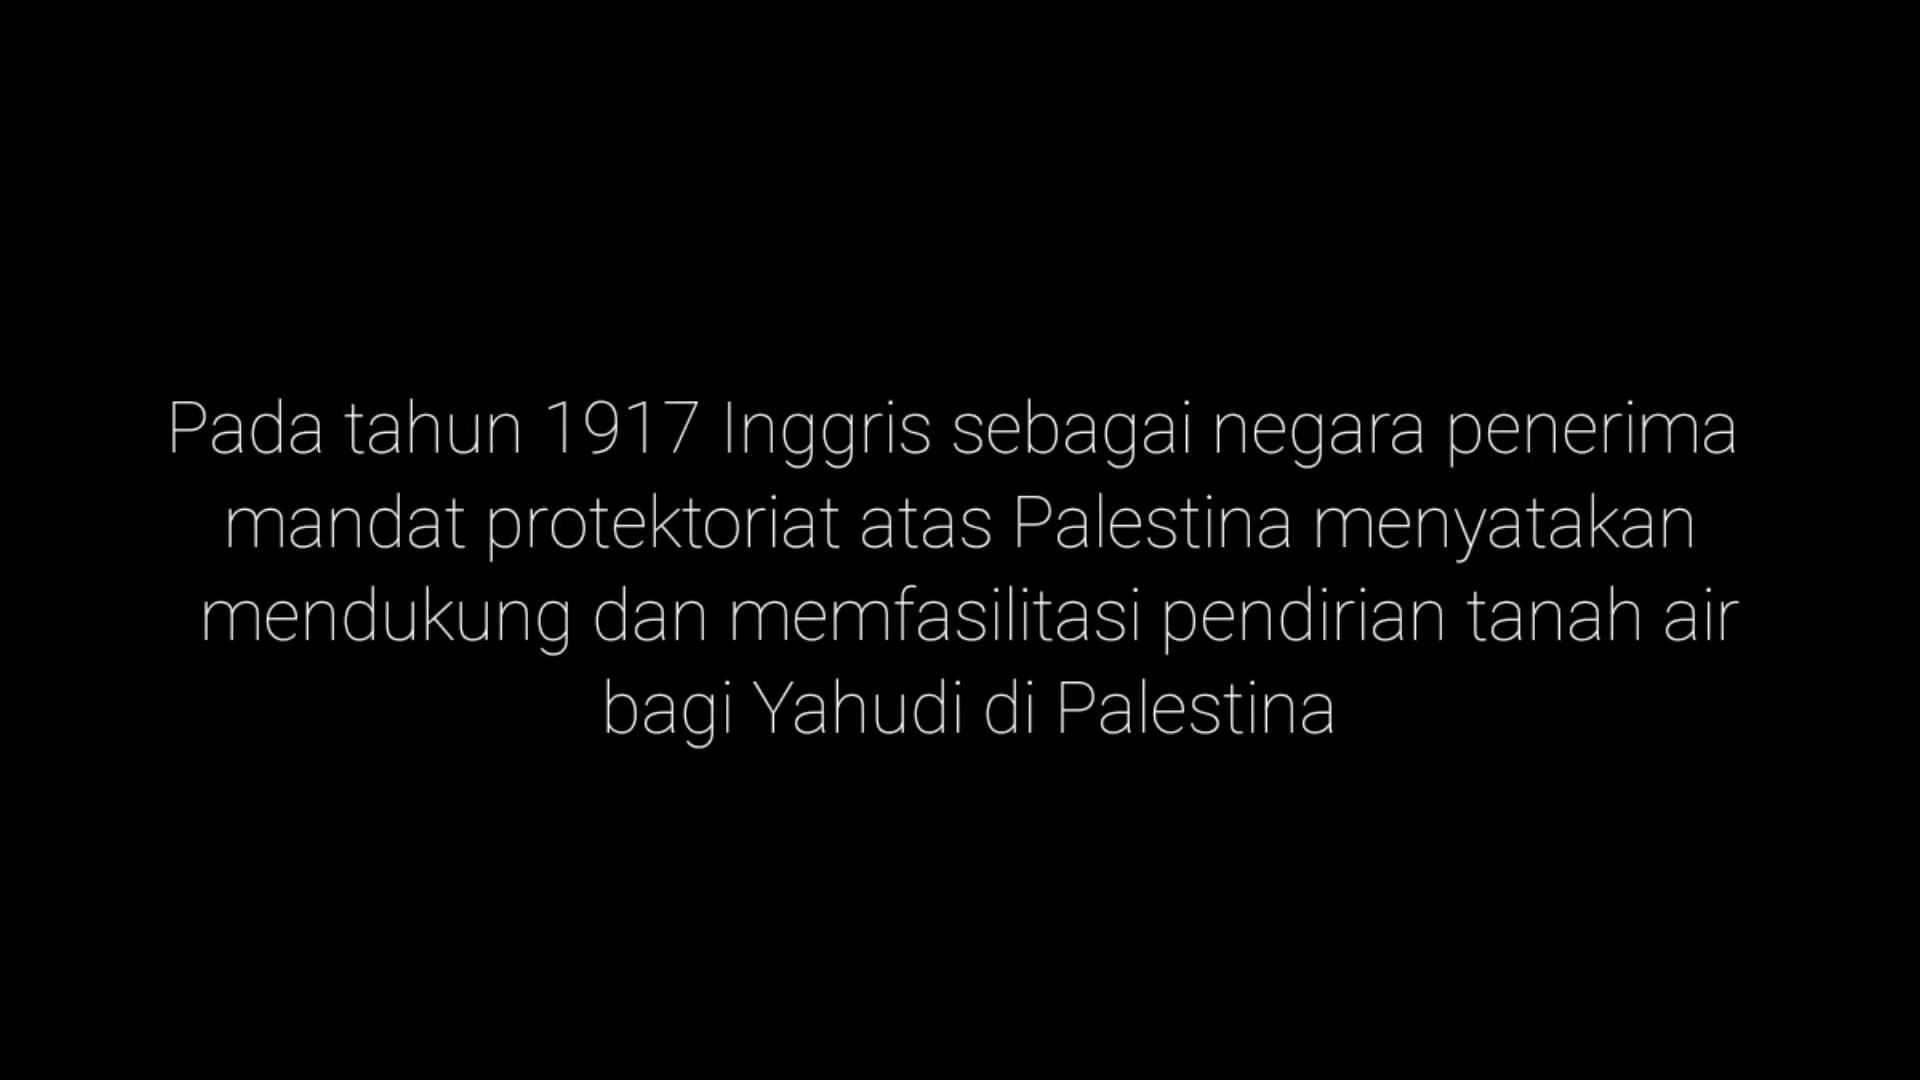 Pada tahun 1917 Inggris sebagai negara penerima
mandat protektoriat atas Palestina menyatakan
mendukung dan memfasilitasi pendirian tanah air
bagi Yahudi di Palestina